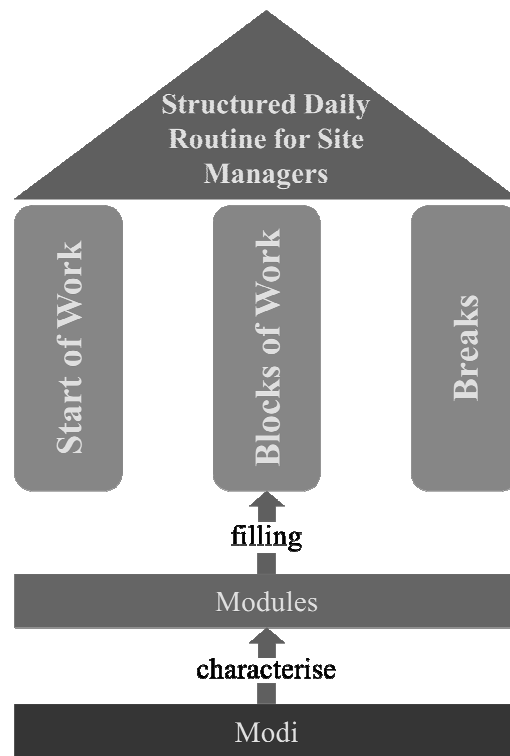 Structured Daily
Routine for Site
Managers
Start of Work
Blocks of Work
Breaks
filling
Modules
characterise
Modi